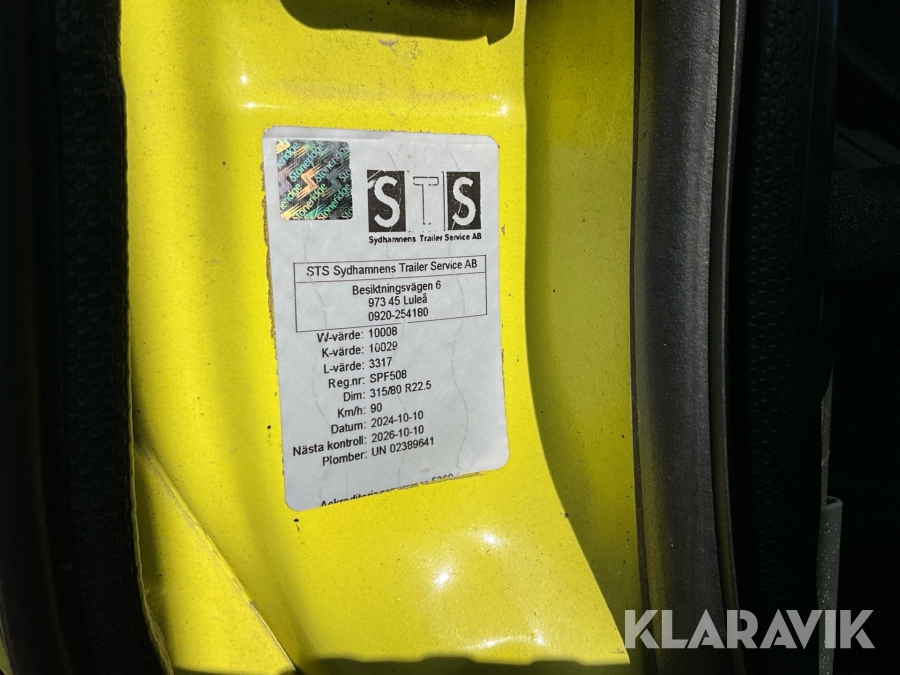 Stoneridge
STS
Sydhamnens Trailer Service AB
STS Sydhamnens Trailer Service AB
Besiktningsvägen 6
973 45 Luleå
0920-254180
W-värde: 10008
K-värde: 10029
L-värde: 3317
Reg.nr: SPF508
Dim: 315/80 R22.5
Km/h: 90
Datum: 2024-10-10
Nästa kontroll: 2026-10-10
Plomber: UN 02389641
KLARAVIK